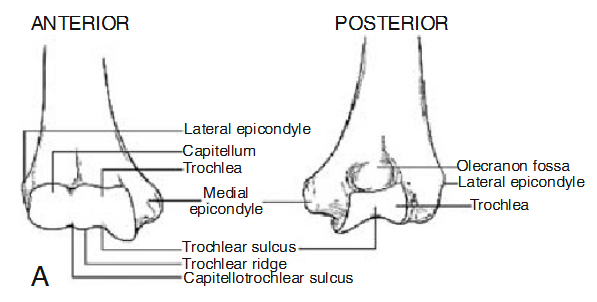 ANTERIOR
POSTERIOR
Lateral epicondyle
Capitellum
Trochlea
Medial
epicondyle
Olecranon fossa
Lateral epicondyle
Trochlea
Trochlear sulcus
Trochlear ridge
Capitellotrochlear sulcus
A